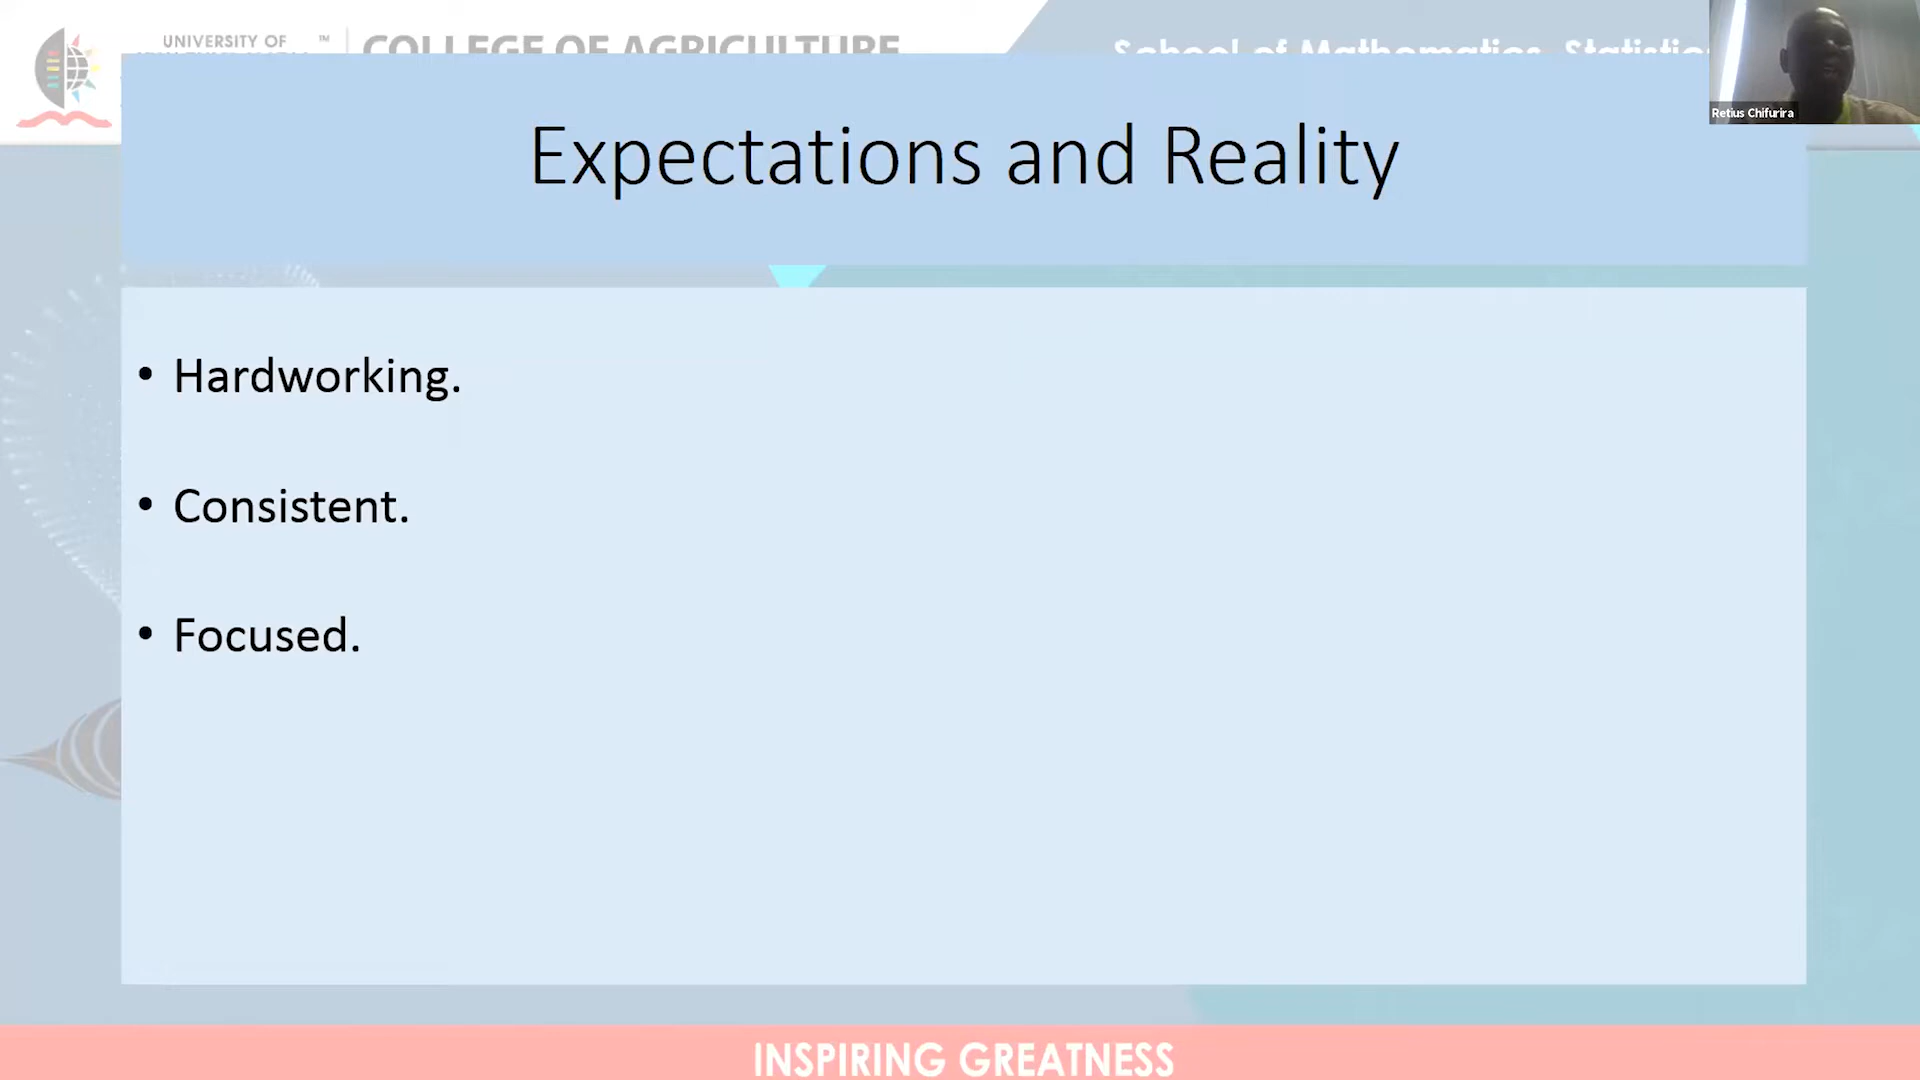 UNIVERSITY OF ™
COLLEGE OF AGRICULTURE
School of Mathematics, Statistics
Retius Chifurira
Expectations and Reality
• Hardworking.
• Consistent.
• Focused.
INSPIRING GREATNESS